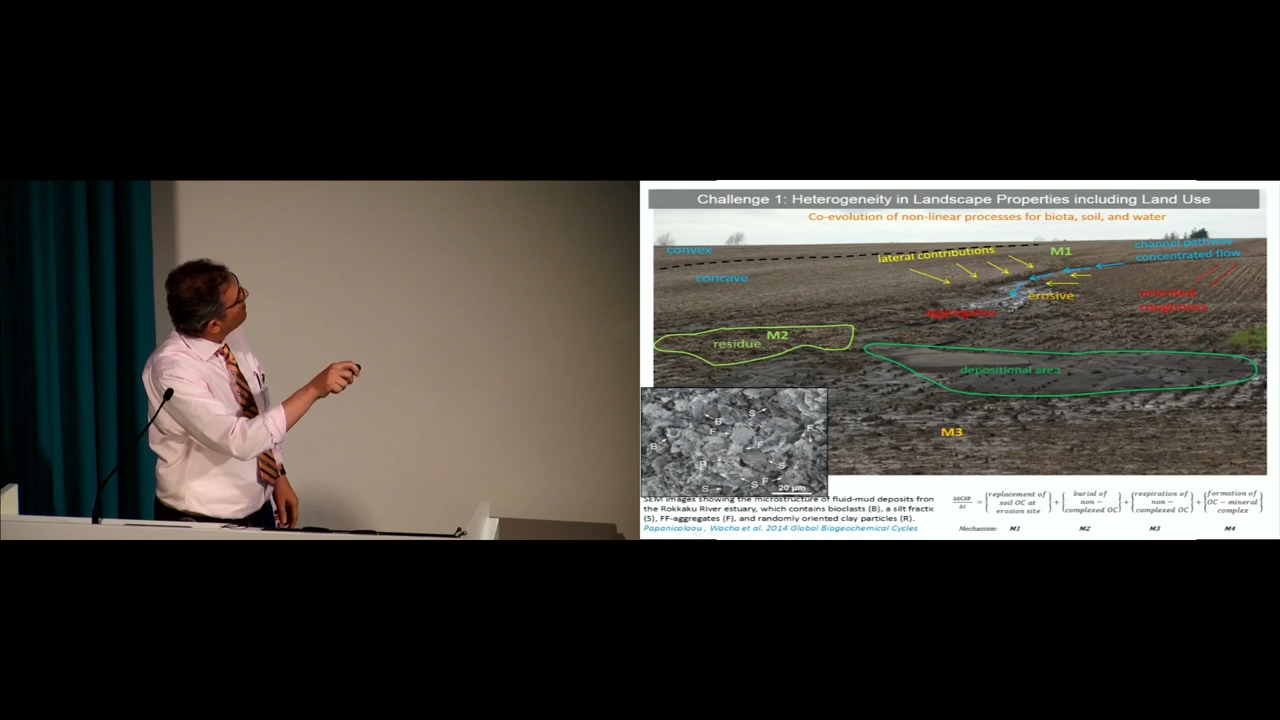 Challenge 1: Heterogeneity in Landscape Properties including Land Use
Co-evolution of non-linear processes for biota, soil, and water
convex
concave
lateral contributions
M1
channel pathway
concentrated flow
erosive
oriented
roughness
aggregates
M2
residue
depositional area
M3
B
S
F
F
F
B
B
S
S
F
S
20 µm
SEM images showing the microstructure of fluid-mud deposits from
the Rokkaku River estuary, which contains bioclasts (B), a silt fractic
(S), FF-aggregates (F), and randomly oriented clay particles (R).
Papanicolaou , Wacha et al. 2014 Global Biogeochemical Cycles
= {replacement of soil OC at erosion site} + {burial of non − complexed OC} + {respiration of non − complexed OC} + {formation of OC − mineral complex}
Mechanism: M1 M2 M3 M4